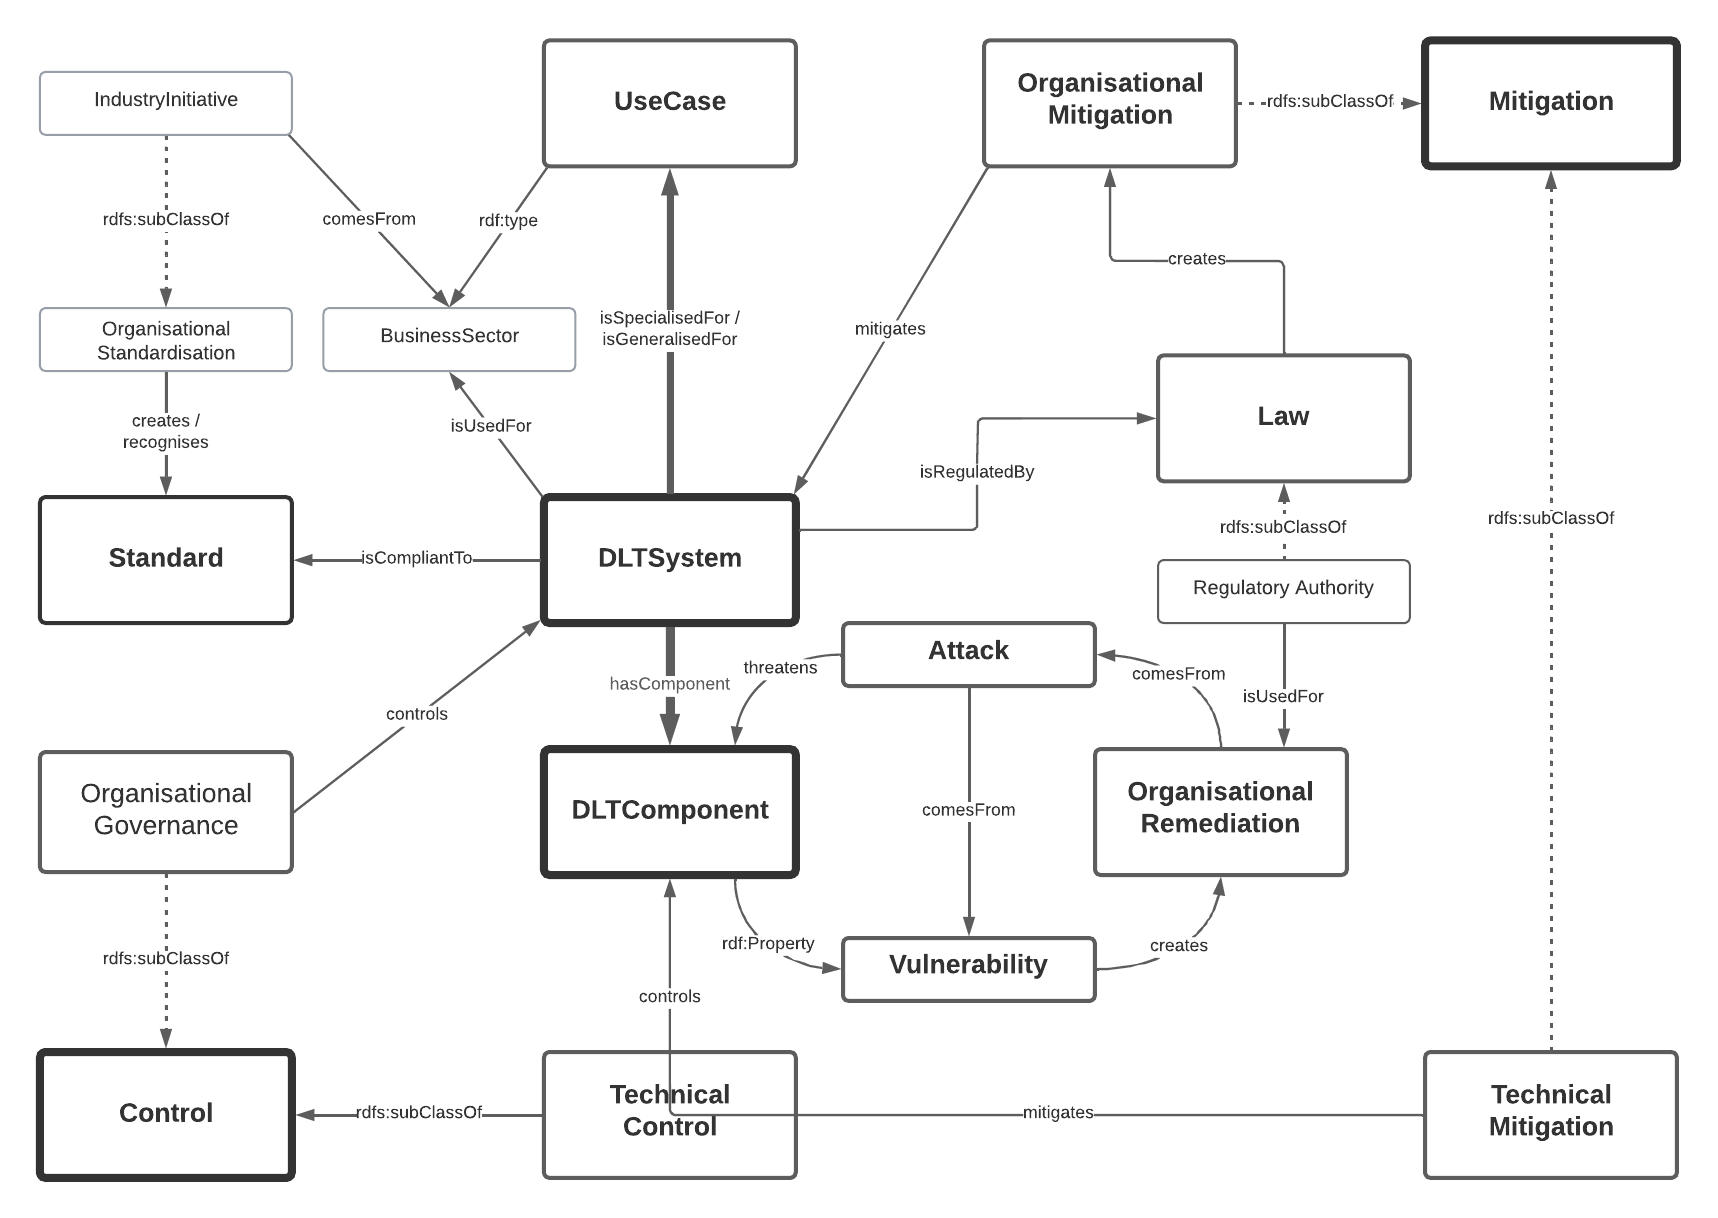 IndustryInitiative
UseCase
Organisational
Mitigation
rdfs:subClassOf
Mitigation
rdfs:subClassOf
comesFrom
rdf:type
creates
Organisational
Standardisation
BusinessSector
isSpecialisedFor /
isGeneralisedFor
mitigates
creates /
recognises
isUsedFor
Law
isRegulatedBy
rdfs:subClassOf
rdfs:subClassOf
Standard
isCompliantTo
DLTSystem
Regulatory Authority
Attack
threatens
hasComponent
comesFrom
isUsedFor
controls
Organisational
Governance
DLTComponent
comesFrom
Organisational
Remediation
rdfs:subClassOf
rdf:Property
Vulnerability
creates
controls
Control
rdfs:subClassOf
Technical
Control
mitigates
Technical
Mitigation